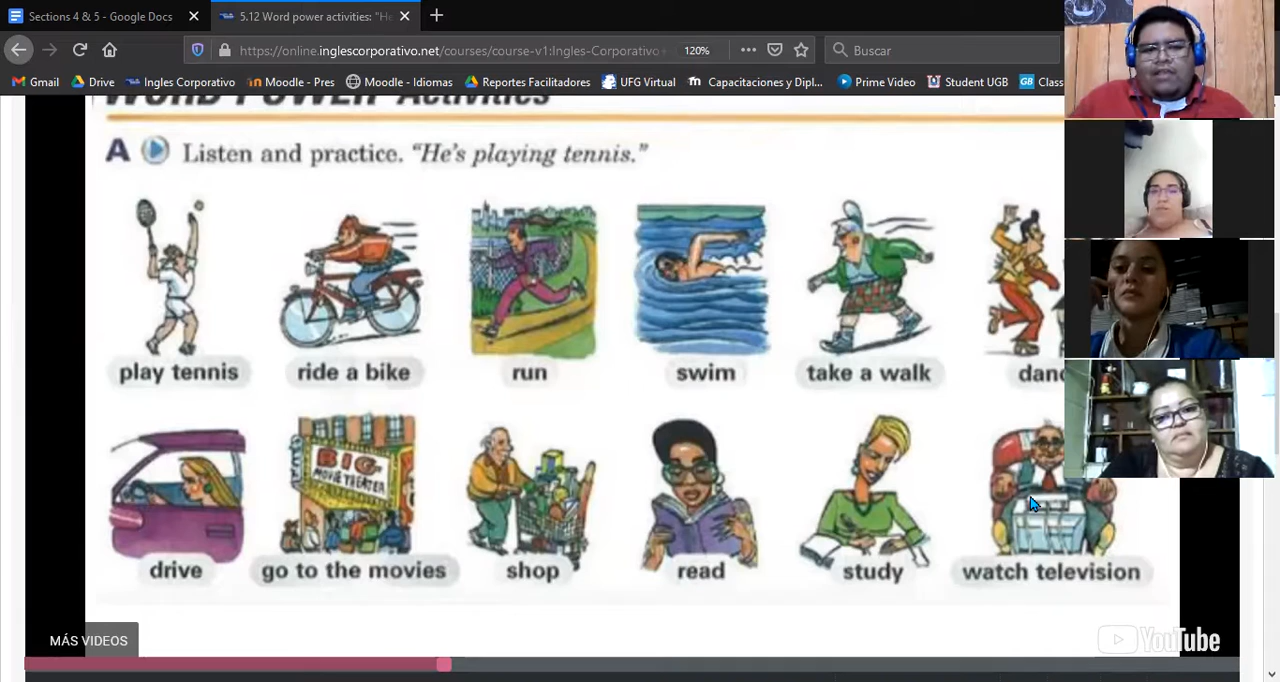 Sections 4 & 5 - Google Docs
5.12 Word power activities: "He
https://online.inglescorporativo.net/courses/course-v1:Ingles-Corporativo
120%
Buscar
Gmail
Drive
Ingles Corporativo
Moodle - Pres
Moodle - Idiomas
Reportes Facilitadores
UFG Virtual
Capacitaciones y Dipl...
Prime Video
Student UGB
Class
WORD POWER Activities
A Listen and practice. "He's playing tennis."
play tennis
ride a bike
run
swim
take a walk
danc
BIG
MOVIE THEATER
drive
go to the movies
shop
read
study
watch television
MÁS VIDEOS
YouTube